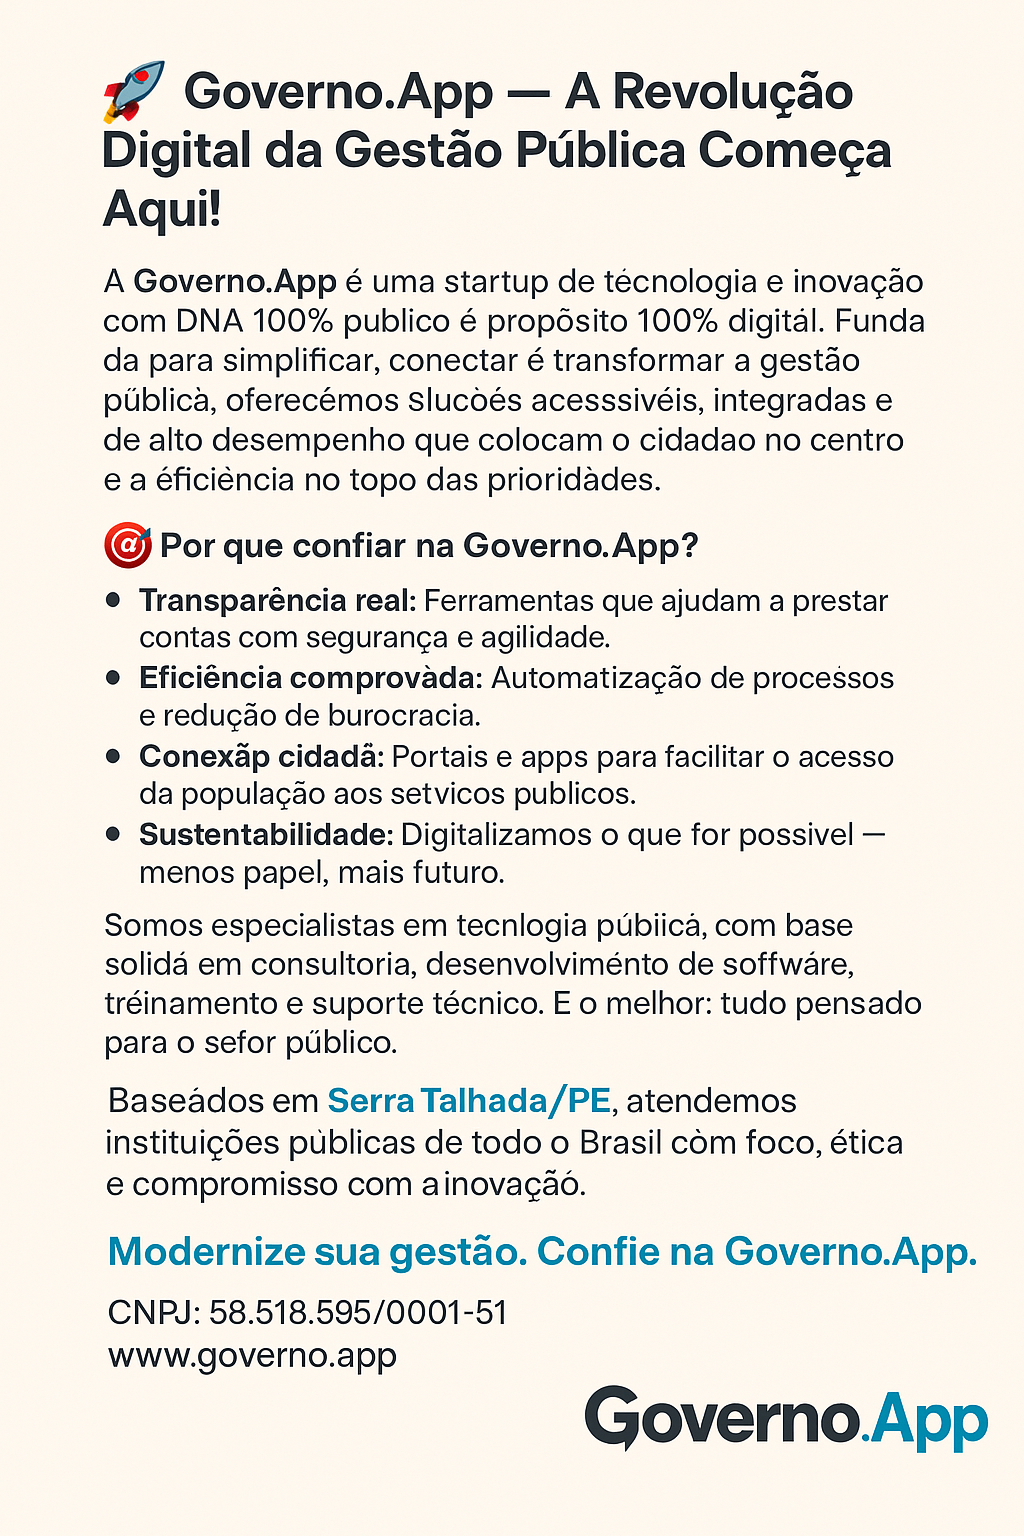 🚀 Governo.App — A Revolução
Digital da Gestão Pública Começa
Aqui!
A Governo.App é uma startup de técnologia e inovação
com DNA 100% publico é propõsito 100% digitál. Funda
da para simplificar, conectar é transformar a gestão
pűblicà, oferecémos Slucòés acesssivéis, integradas e
de alto desempenho que colocam o cidadao no centro
e a éficiència no topo das prioridàdes.
🎯 Por que confiar na Governo.App?
• Transparência real: Ferramentas que ajudam a prestar
contas com segurança e agilidade.
• Eficiência comprovàda: Automatização de procesos
e redução de burocracia.
• Conexãp cidadã: Portais e apps para facilitar o acesso
da população aos setvicos publicos.
• Sustentabilidade: Digitalizamos o que for possivel —
menos papel, mais futuro.
Somos especialistas em tecnlogia púbiicá, com base
solidá em consultoria, desenvolviménto de soffwáre,
tréinamento e suporte técnico. E o melhor: tudo pensado
para o sefor pűblico.
Baseádos em Serra Talhada/PE, atendemos
instituições pùblicas de todo o Brasil còm foco, ética
e compromisso com a inovaçãó.
Modernize sua gestão. Confie na Governo.App.
CNPJ: 58.518.595/0001-51
www.governo.app
Governo.App